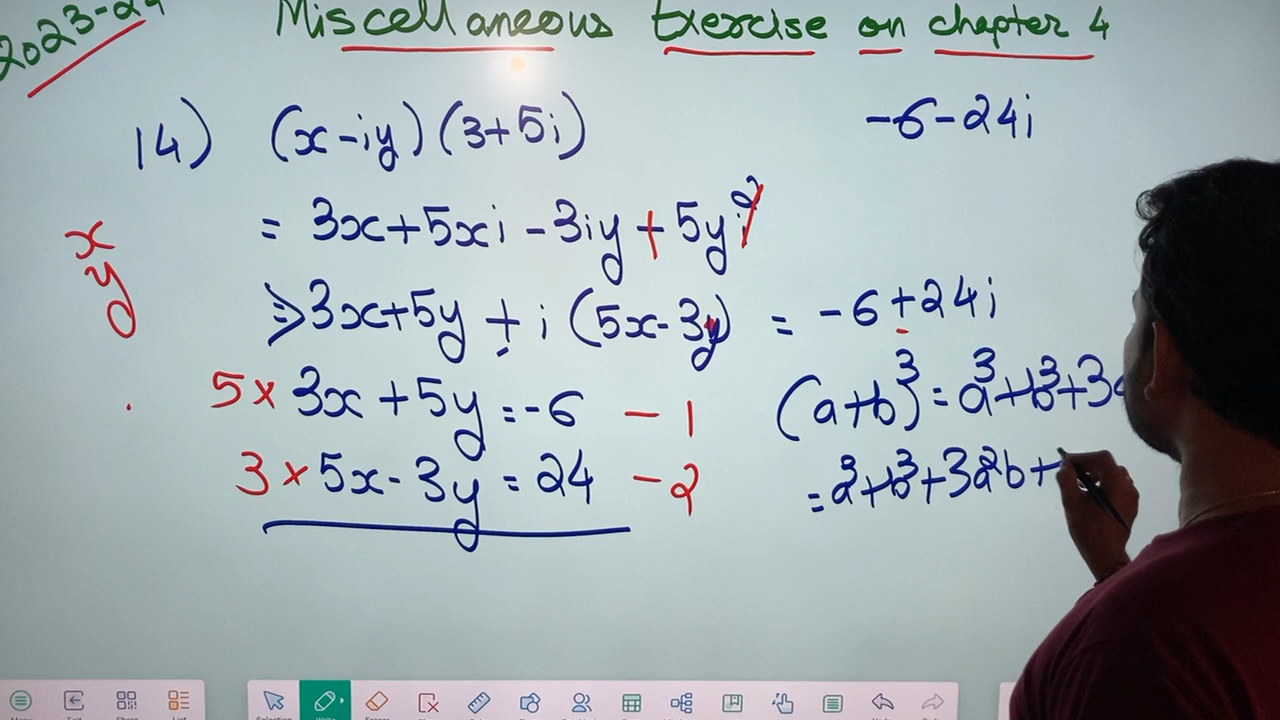 2023-24
Miscellaneous Exercise on chapter 4
14) (x-iy)(3+5i) -6-24i
= 3x+5xi-3iy+5yi²
x
y
⇒3x+5y+i(5x-3y) = -6+24i
5× 3x+5y=-6 -1
(a+b)³=a³+b³+3
3×5x-3y=24 -2
=a³+b³+3a²b+
Selection